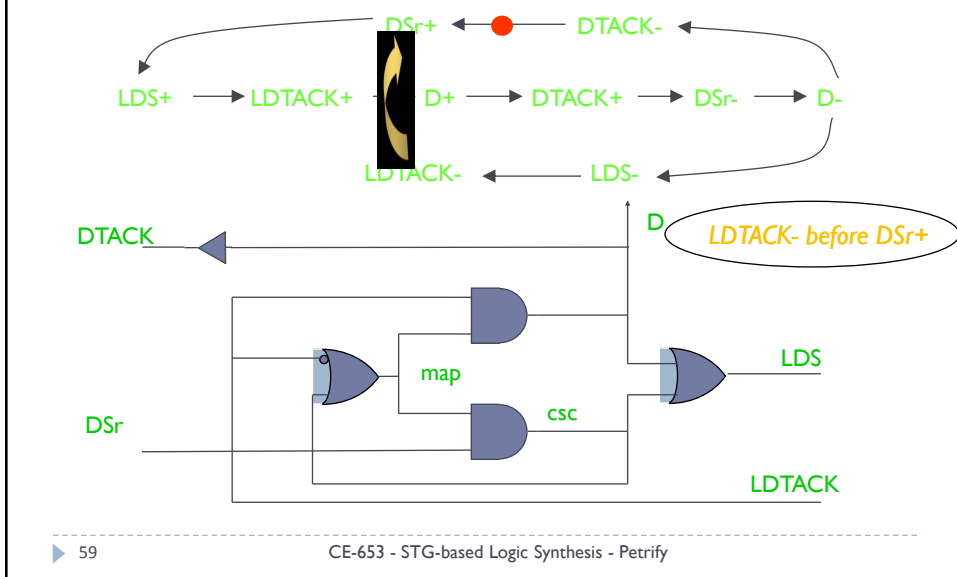 DSr+ DTACK-
LDS+ LDTACK+ D+ DTACK+ DSr- D-
LDTACK- LDS-
DTACK D LDTACK- before DSr+
map LDS
DSr csc
LDTACK
59 CE-653 - STG-based Logic Synthesis - Petrify